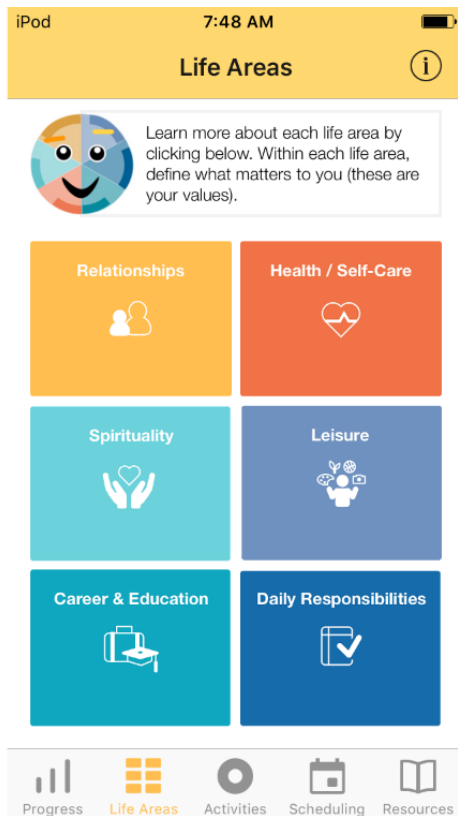 iPod 7:48 AM
Life Areas
i
Learn more about each life area by
clicking below. Within each life area,
define what matters to you (these are
your values).
Relationships Health / Self-Care
Spirituality Leisure
Career & Education Daily Responsibilities
Progress Life Areas Activities Scheduling Resources